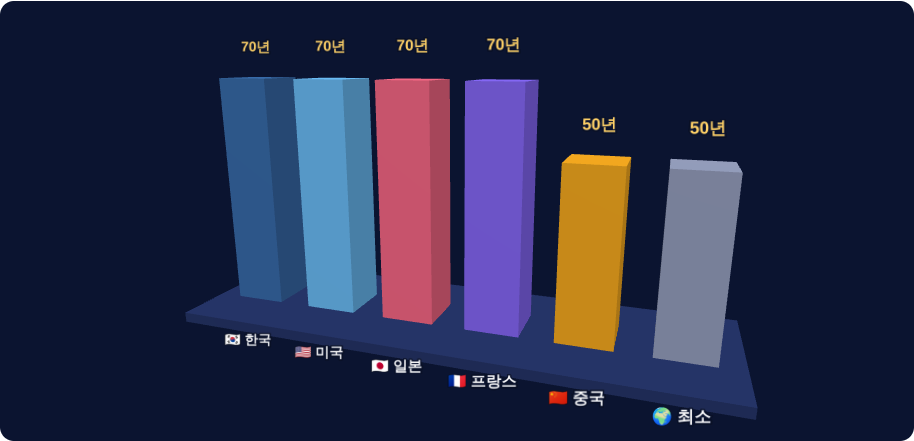 70년
70년
70년
70년
50년
50년
🇰🇷 한국
🇺🇸 미국
🇯🇵 일본
🇫🇷 프랑스
🇨🇳 중국
🌍 최소